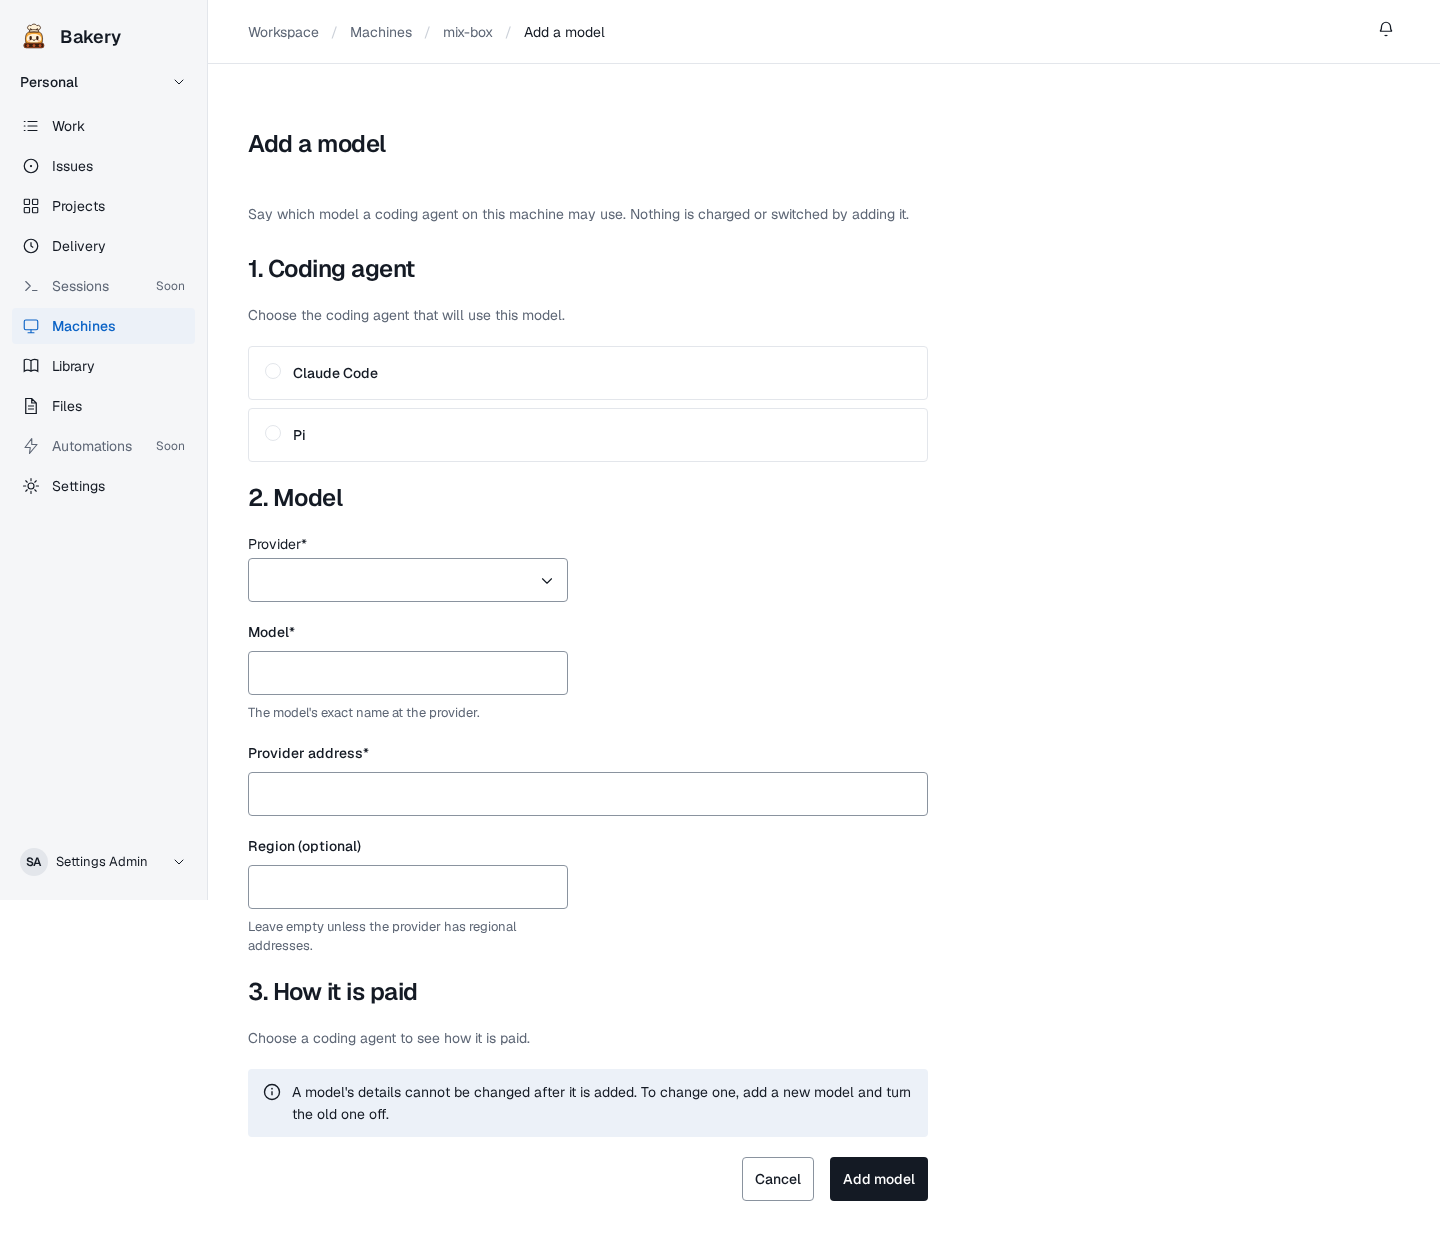 Bakery
Personal
Work
Issues
Projects
Delivery
Sessions Soon
Machines
Library
Files
Automations Soon
Settings
SA Settings Admin
Workspace / Machines / mix-box / Add a model
Add a model
Say which model a coding agent on this machine may use. Nothing is charged or switched by adding it.
1. Coding agent
Choose the coding agent that will use this model.
Claude Code
Pi
2. Model
Provider*
Model*
The model's exact name at the provider.
Provider address*
Region (optional)
Leave empty unless the provider has regional
addresses.
3. How it is paid
Choose a coding agent to see how it is paid.
A model's details cannot be changed after it is added. To change one, add a new model and turn
the old one off.
Cancel Add model